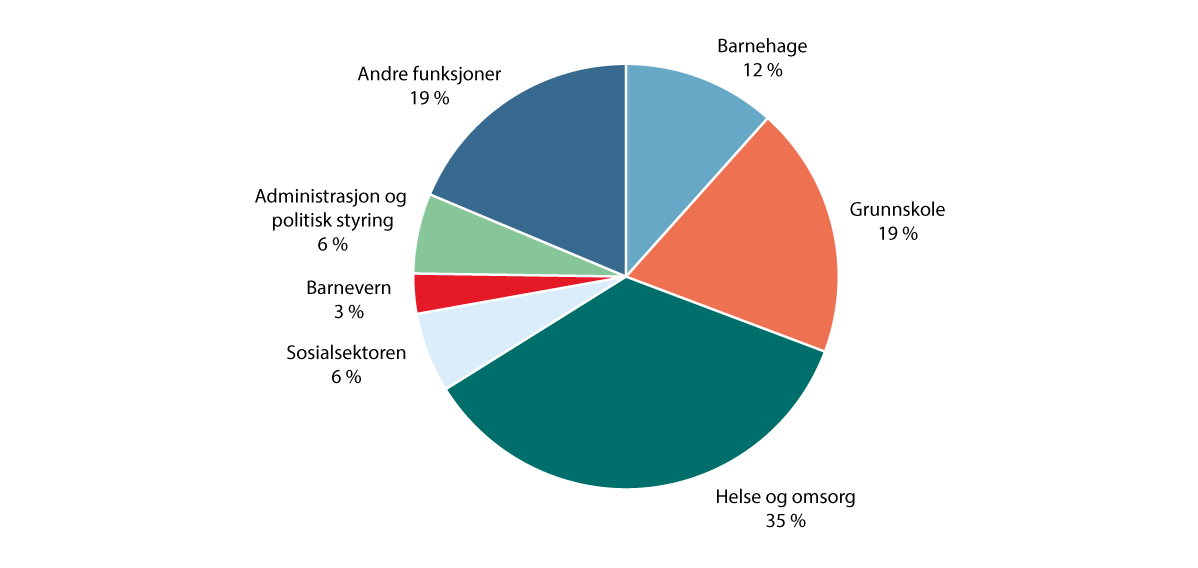 Barnehage
12 %
Andre funksjoner
19 %
Administrasjon og
politisk styring
6 %
Grunnskole
19 %
Barnevern
3 %
Sosialsektoren
6 %
Helse og omsorg
35 %